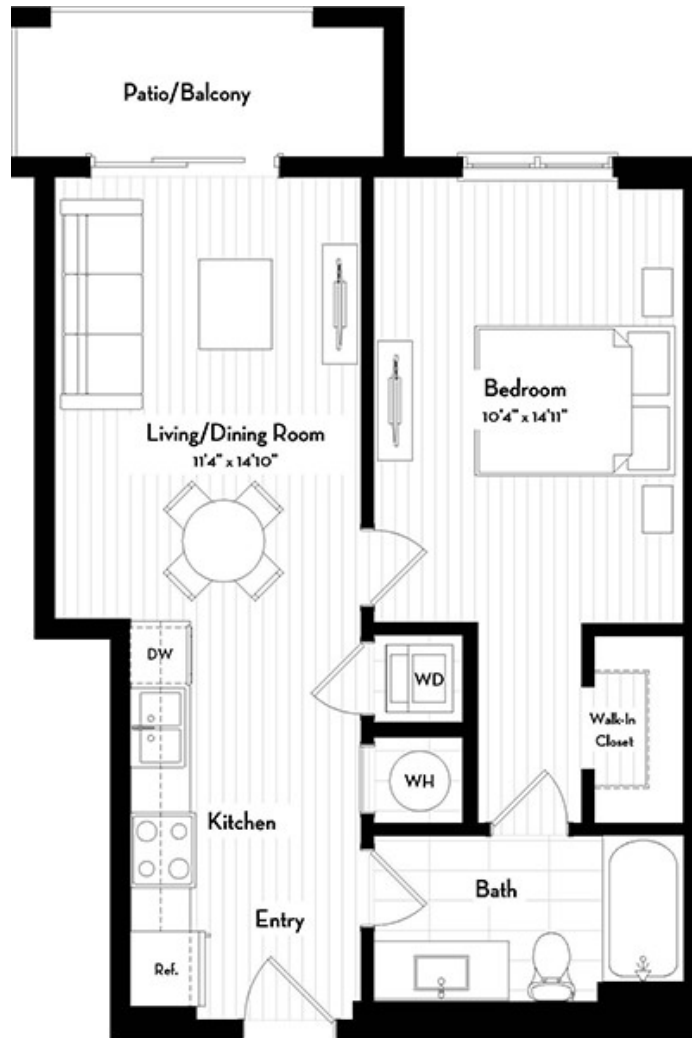 Patio/Balcony
Bedroom
10'4" x 14'11"
Living/Dining Room
11'4" x 14'10"
DW
WD
Walk-In
Closet
WH
Kitchen
Bath
Entry
Ref.